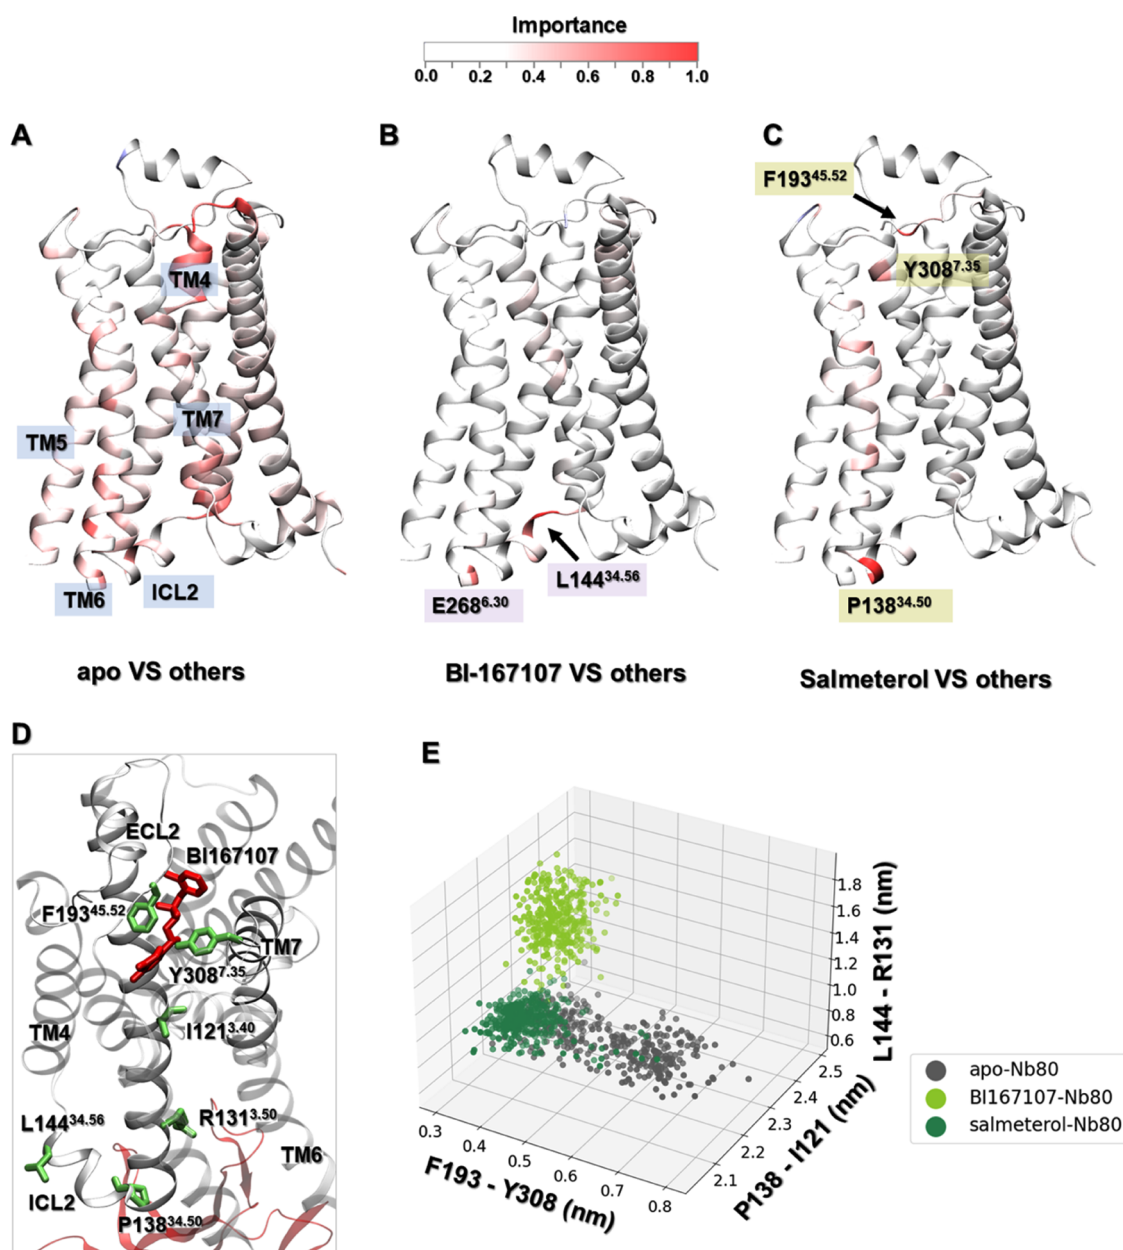 Importance
0.0 0.2 0.4 0.6 0.8 1.0
A B C
F193^45.52
TM4
Y308^7.35
TM7
TM5
L144^34.56
TM6
ICL2
E268^6.30
P138^34.50
apo VS others
BI-167107 VS others
Salmeterol VS others
D
ECL2
BI167107
F193^45.52
TM7
Y308^7.35
I121^3.40
TM4
L144^34.56
R131^3.50
TM6
ICL2
P138^34.50
E
1.8
1.6
1.4
1.2
1.0
0.8
0.6
L144 - R131 (nm)
2.5
2.4
2.3
2.2
2.1
P138 - I121 (nm)
0.3 0.4 0.5 0.6 0.7 0.8
F193 - Y308 (nm)
apo-Nb80
BI167107-Nb80
salmeterol-Nb80